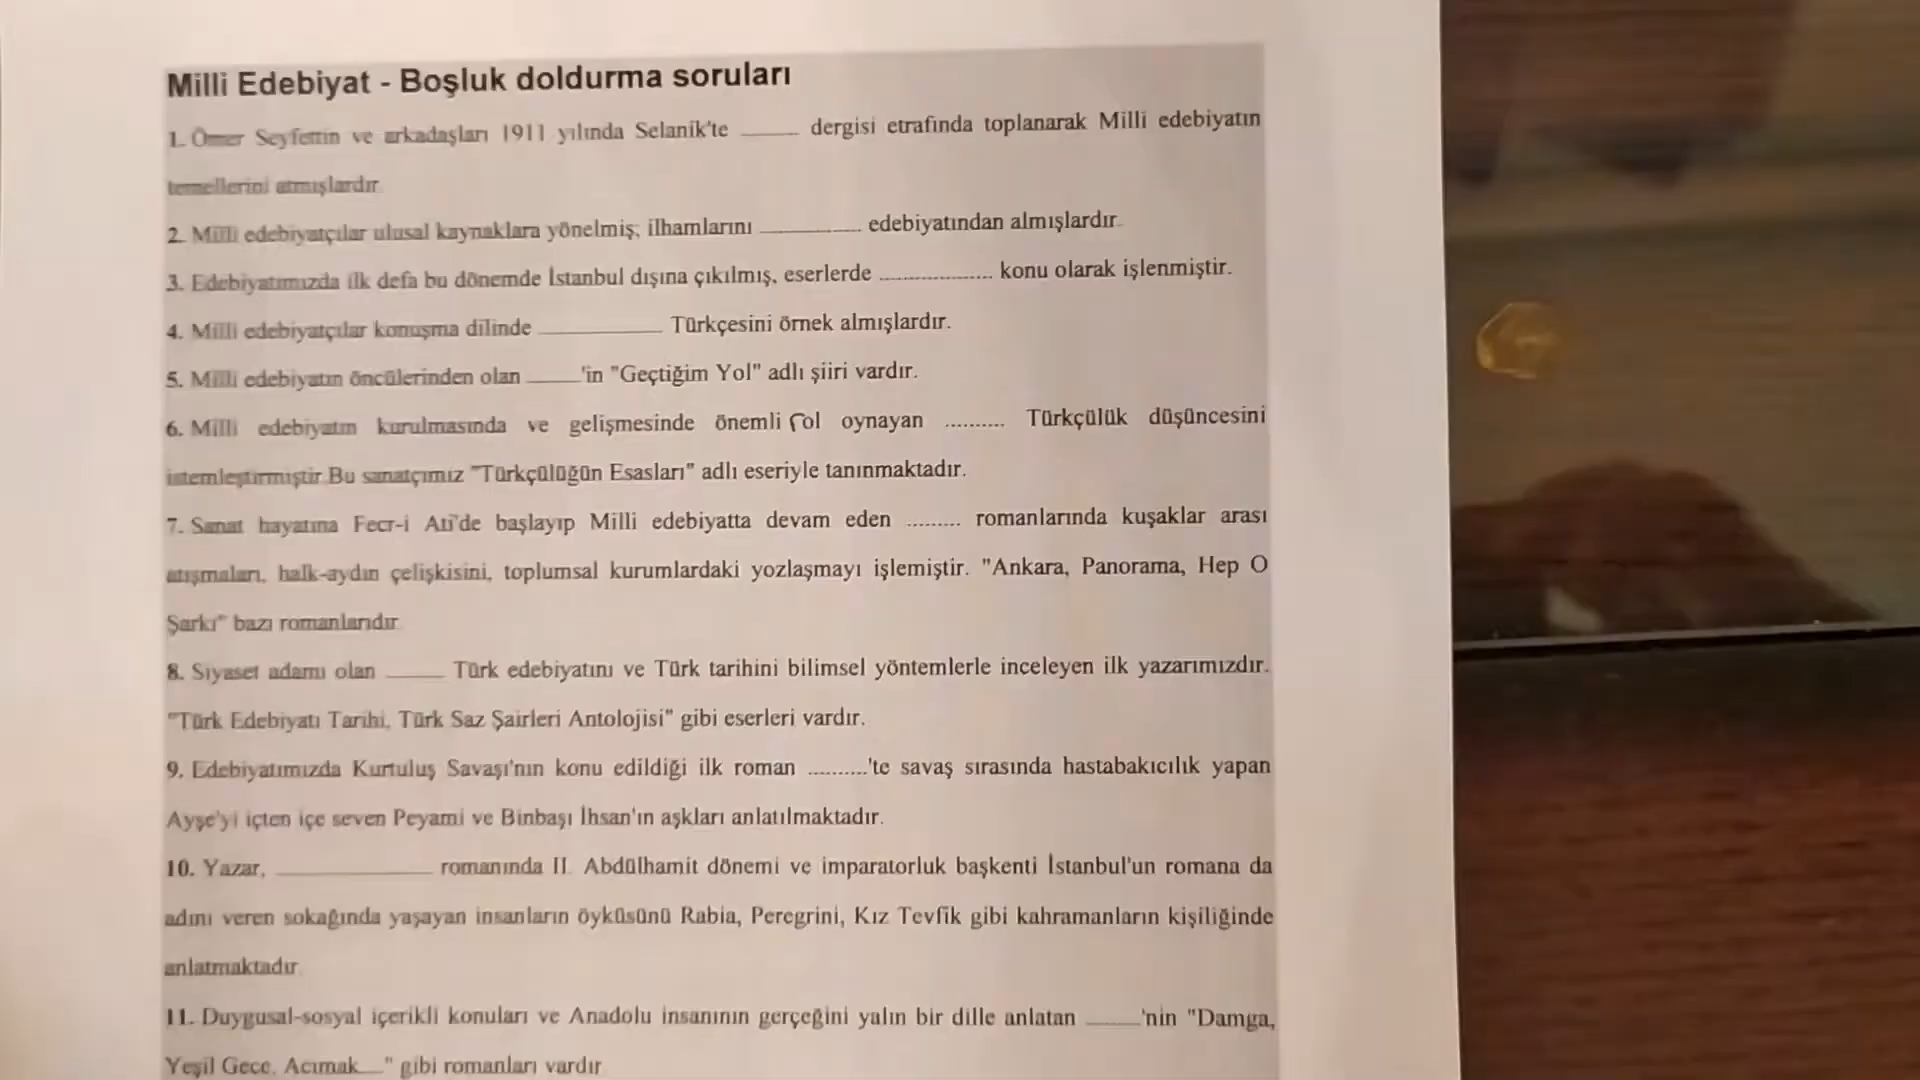 Milli Edebiyat - Boşluk doldurma soruları
1. Ömer Seyfettin ve arkadaşları 1911 yılında Selanik'te ______ dergisi etrafında toplanarak Milli edebiyatın
temellerini atmışlardır.
2. Milli edebiyatçılar ulusal kaynaklara yönelmiş; ilhamlarını __________ edebiyatından almışlardır.
3. Edebiyatımızda ilk defa bu dönemde İstanbul dışına çıkılmış, eserlerde ................... konu olarak işlenmiştir.
4. Milli edebiyatçılar konuşma dilinde ____________ Türkçesini örnek almışlardır.
5. Milli edebiyatın öncülerinden olan _____'in "Geçtiğim Yol" adlı şiiri vardır.
6. Milli edebiyatın kurulmasında ve gelişmesinde önemli rol oynayan .......... Türkçülük düşüncesini
istemleştirmiştir.Bu sanatçımız "Türkçülüğün Esasları" adlı eseriyle tanınmaktadır.
7. Sanat hayatına Fecr-i Ati'de başlayıp Milli edebiyatta devam eden ......... romanlarında kuşaklar arası
atışmaları, halk-aydın çelişkisini, toplumsal kurumlardaki yozlaşmayı işlemiştir. "Ankara, Panorama, Hep O
Şarkı" bazı romanlarıdır.
8. Siyaset adamı olan ______ Türk edebiyatını ve Türk tarihini bilimsel yöntemlerle inceleyen ilk yazarımızdır.
"Türk Edebiyatı Tarihi, Türk Saz Şairleri Antolojisi" gibi eserleri vardır.
9. Edebiyatımızda Kurtuluş Savaşı'nın konu edildiği ilk roman ..........'te savaş sırasında hastabakıcılık yapan
Ayşe'yi içten içe seven Peyami ve Binbaşı İhsan'ın aşkları anlatılmaktadır.
10. Yazar, ________________ romanında II. Abdülhamit dönemi ve imparatorluk başkenti İstanbul'un romana da
adını veren sokağında yaşayan insanların öyküsünü Rabia, Peregrini, Kız Tevfik gibi kahramanların kişiliğinde
anlatmaktadır.
11. Duygusal-sosyal içerikli konuları ve Anadolu insanının gerçeğini yalın bir dille anlatan _____'nin "Damga,
Yeşil Gece, Acımak..." gibi romanları vardır.